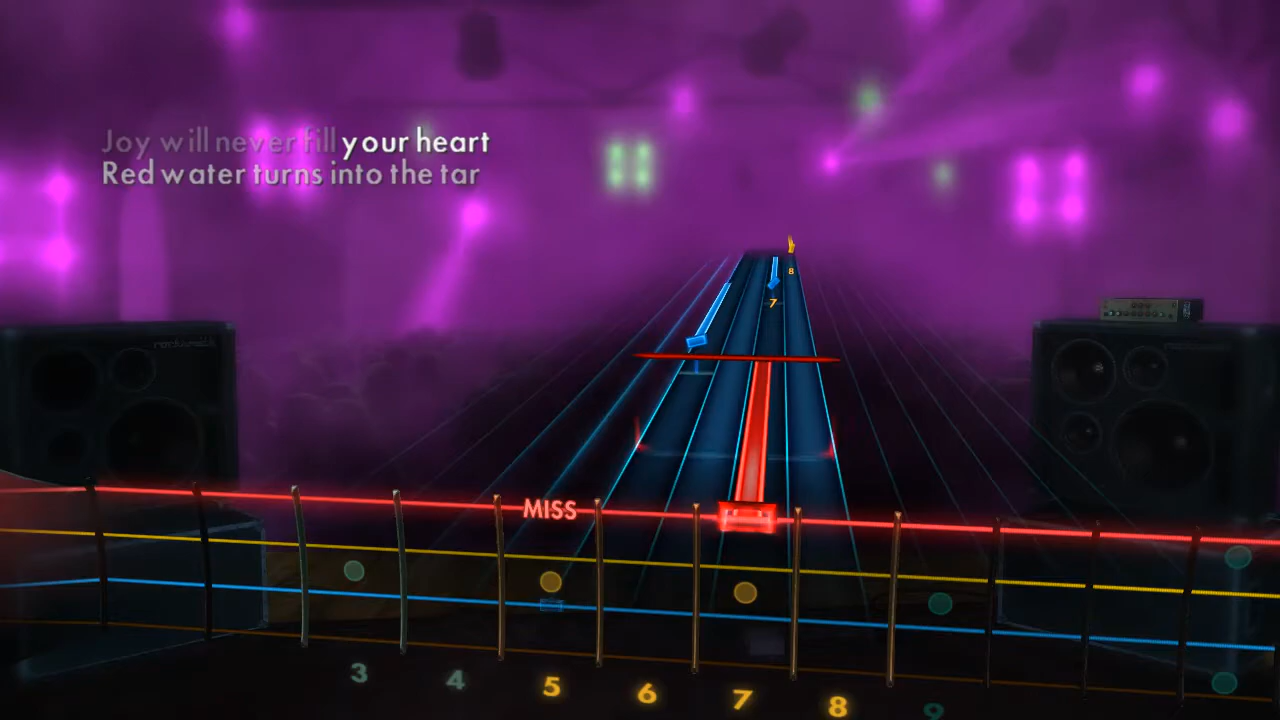 Joy will never fill your heart
Red water turns into the tar
8
7
rocksmith
MISS
3 4 5 6 7 8 9